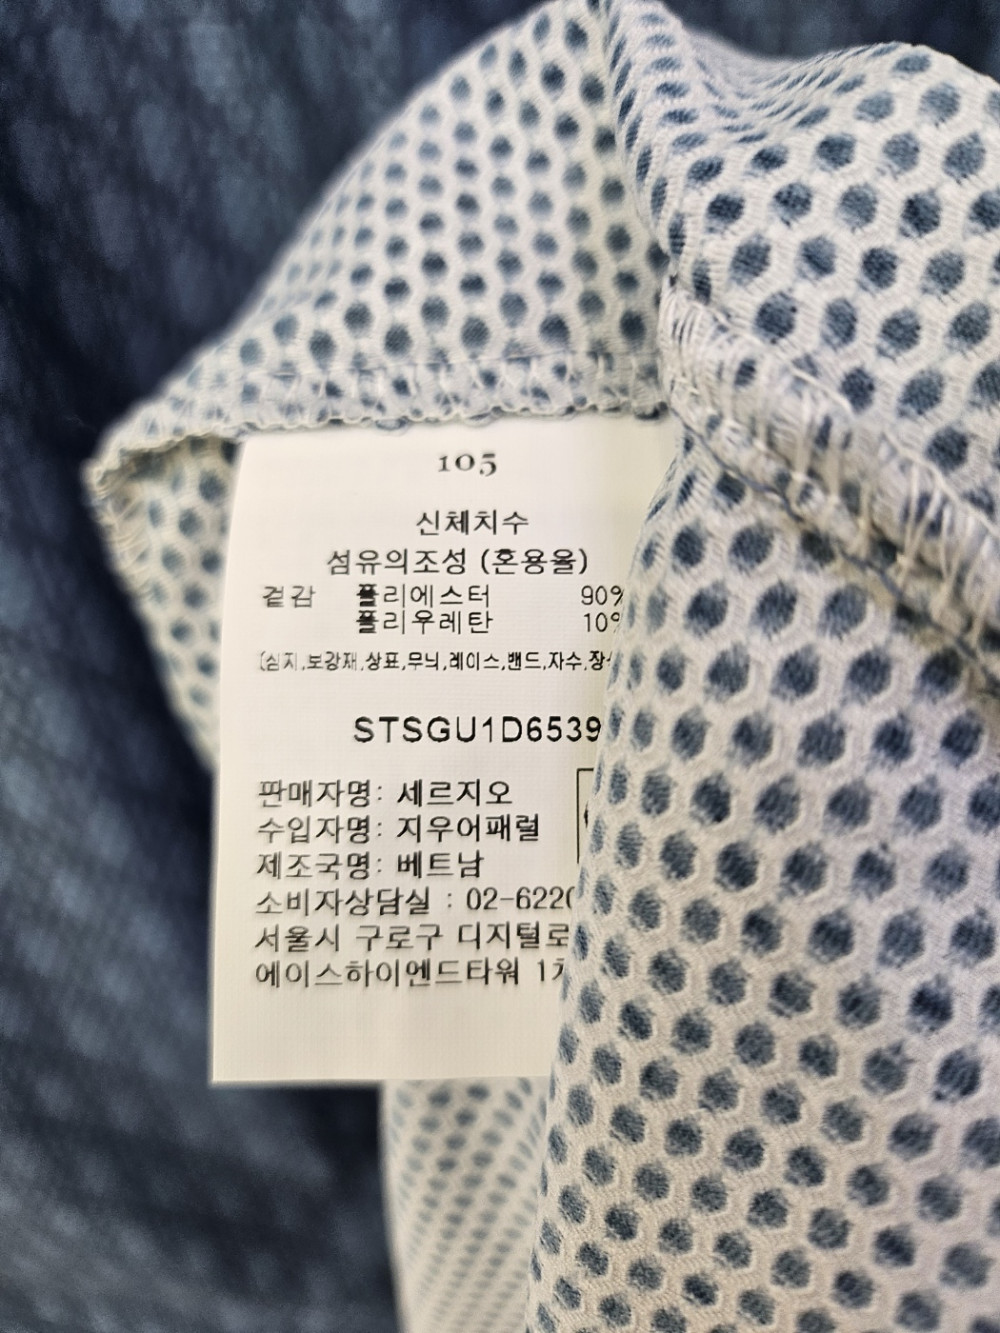 105
신체치수
섬유의조성 (혼용율)
겉감 폴리에스터 90%
폴리우레탄 10%
(심지,보강재,상표,무늬,레이스,밴드,자수,장
STSGU1D6539
판매자명: 세르지오
수입자명: 지우어패럴
제조국명: 베트남
소비자상담실 : 02-6220
서울시 구로구 디지털로
에이스하이엔드타워 1